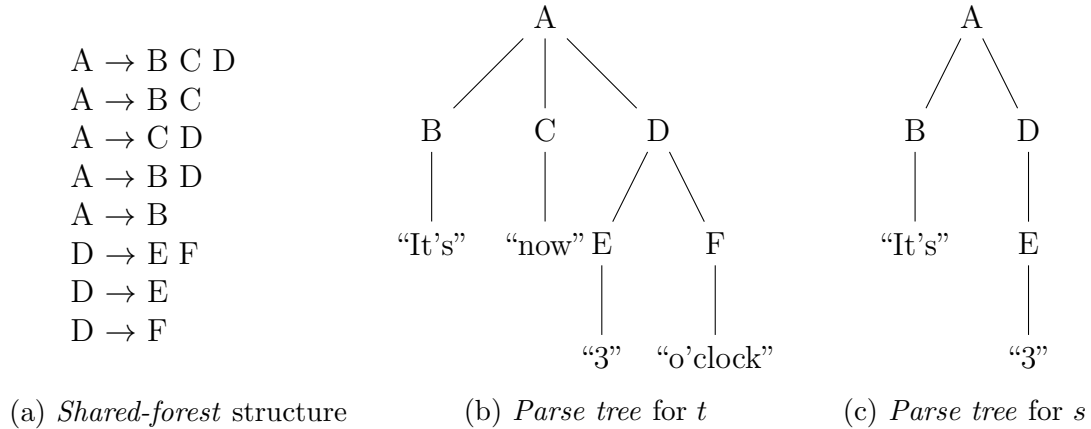 A → B C D
A → B C
A → C D
A → B D
A → B
D → E F
D → E
D → F
(a) Shared-forest structure
A
B C D
“It's” “now” E F
“3” “o'clock”
(b) Parse tree for t
A
B D
“It's” E
“3”
(c) Parse tree for s